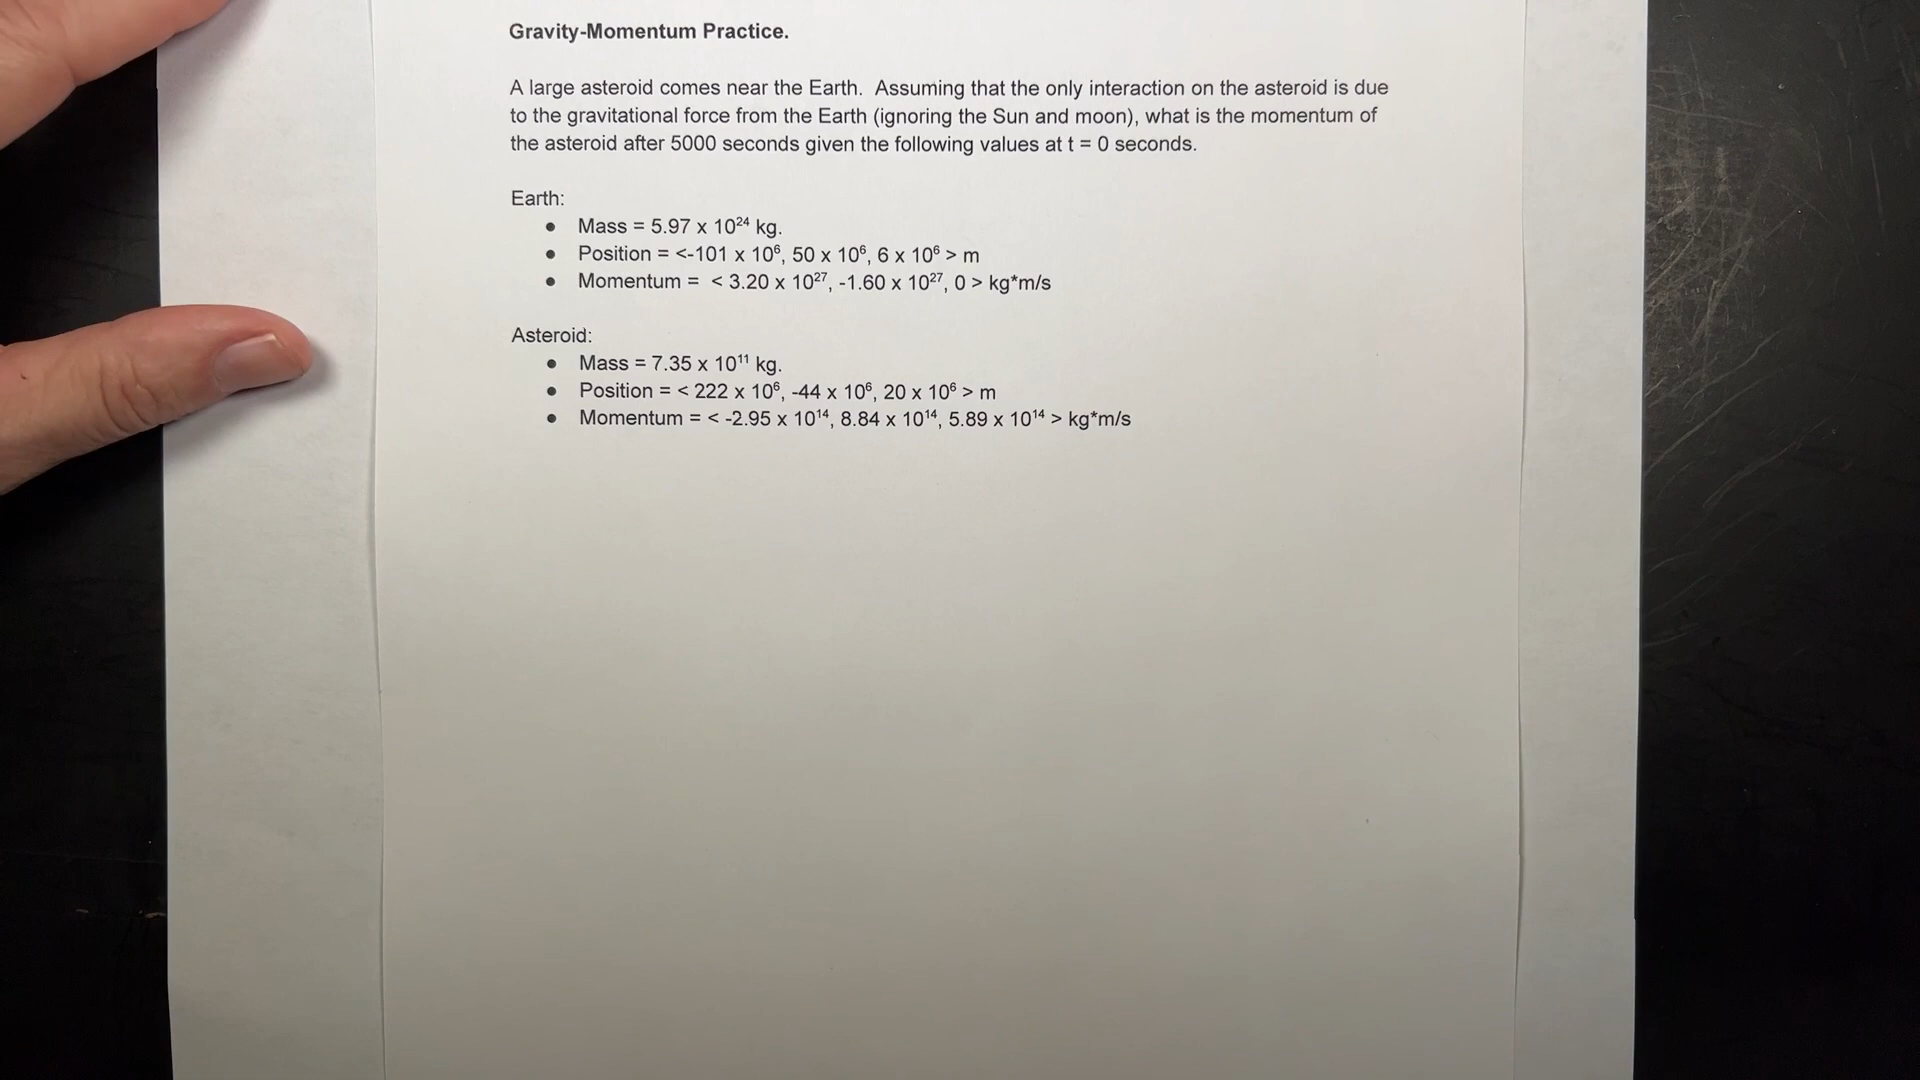 Gravity-Momentum Practice.
A large asteroid comes near the Earth.  Assuming that the only interaction on the asteroid is due
to the gravitational force from the Earth (ignoring the Sun and moon), what is the momentum of
the asteroid after 5000 seconds given the following values at t = 0 seconds.
Earth:
● Mass = 5.97 x 10²⁴ kg.
● Position = <-101 x 10⁶, 50 x 10⁶, 6 x 10⁶ > m
● Momentum =  < 3.20 x 10²⁷, -1.60 x 10²⁷, 0 > kg*m/s
Asteroid:
● Mass = 7.35 x 10¹¹ kg.
● Position = < 222 x 10⁶, -44 x 10⁶, 20 x 10⁶ > m
● Momentum = < -2.95 x 10¹⁴, 8.84 x 10¹⁴, 5.89 x 10¹⁴ > kg*m/s